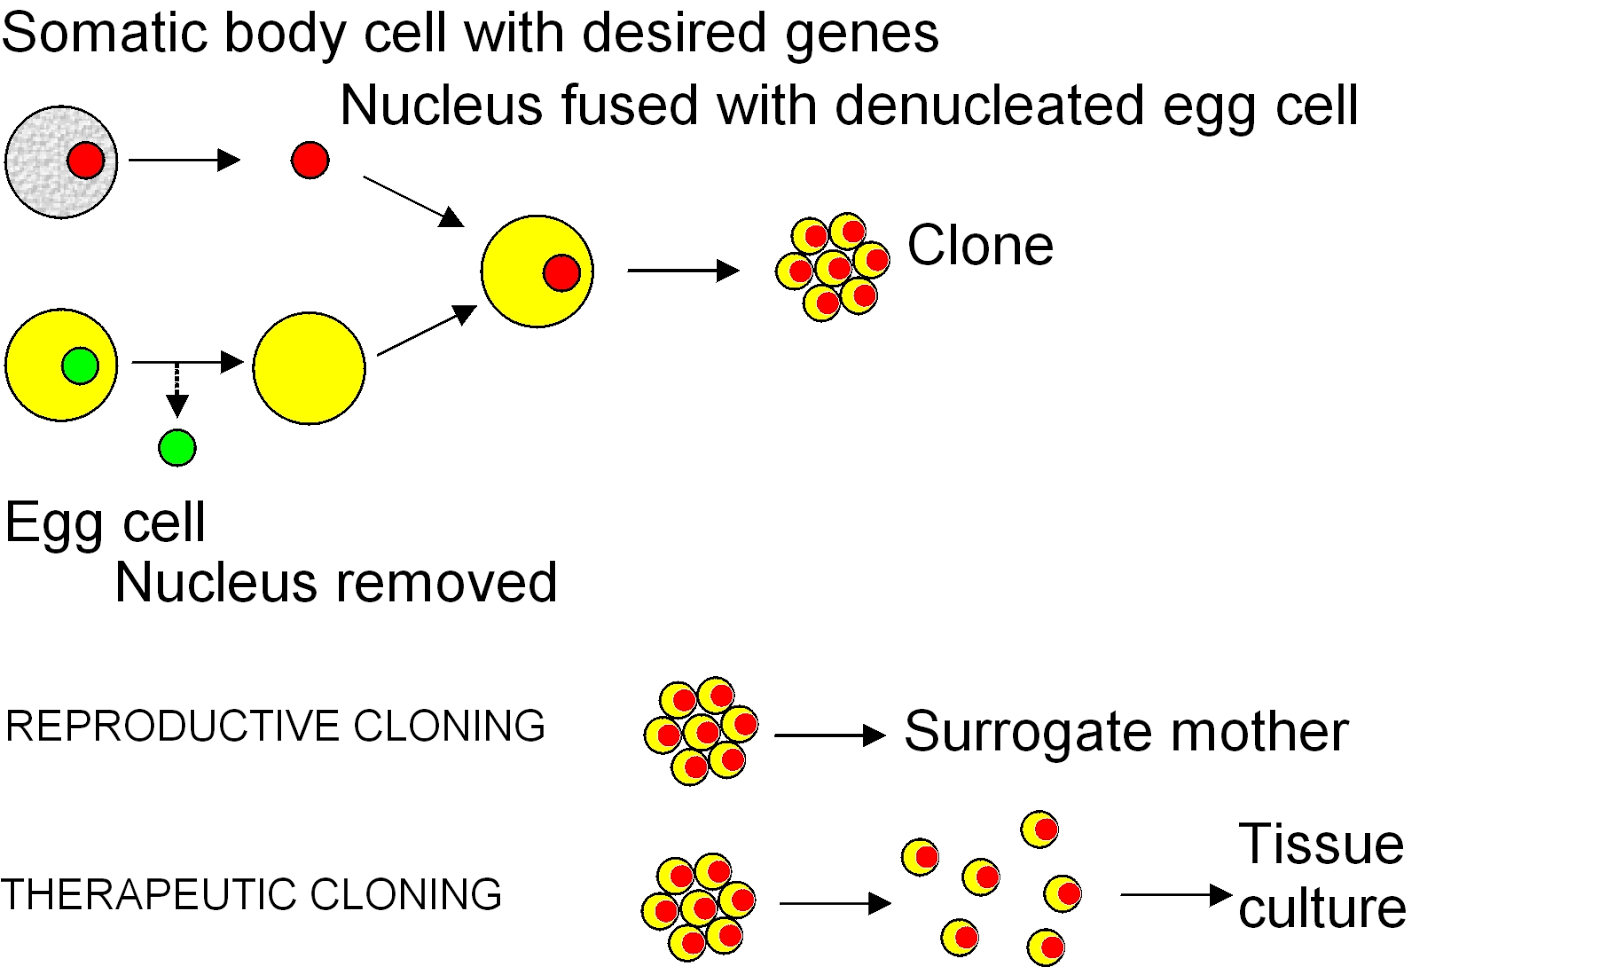 Somatic body cell with desired genes
Nucleus fused with denucleated egg cell
Clone
Egg cell
Nucleus removed
REPRODUCTIVE CLONING
Surrogate mother
THERAPEUTIC CLONING
Tissue
culture